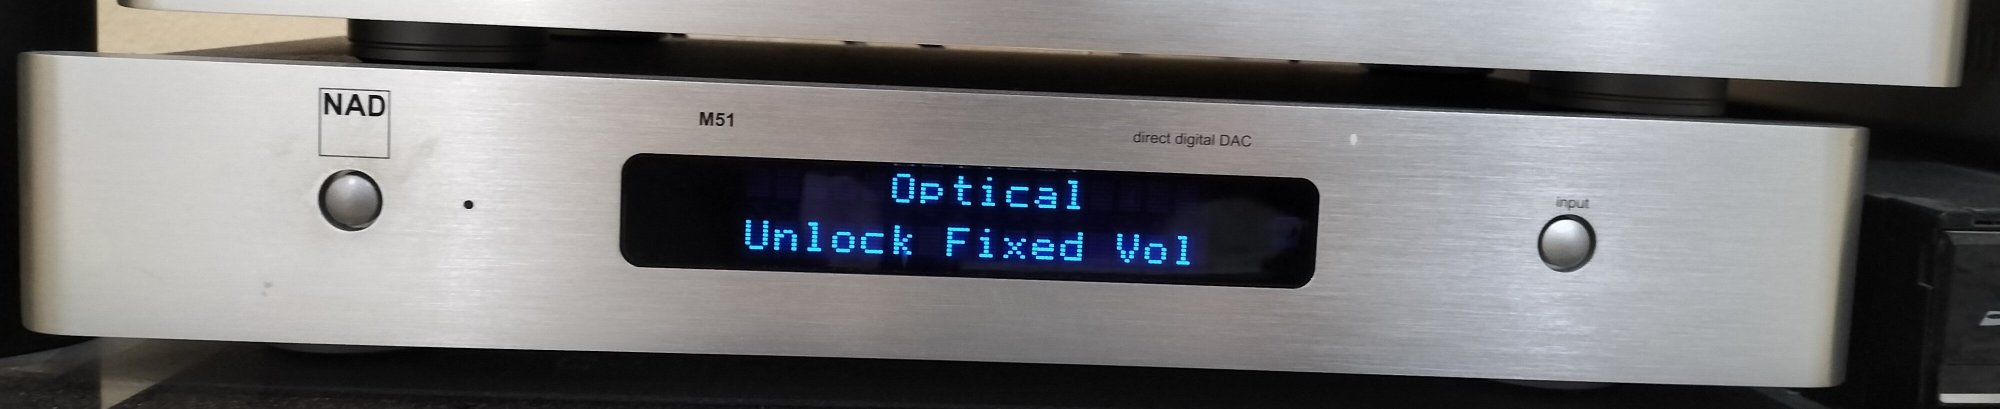 NAD
M51
direct digital DAC
Optical
Unlock Fixed Vol
input